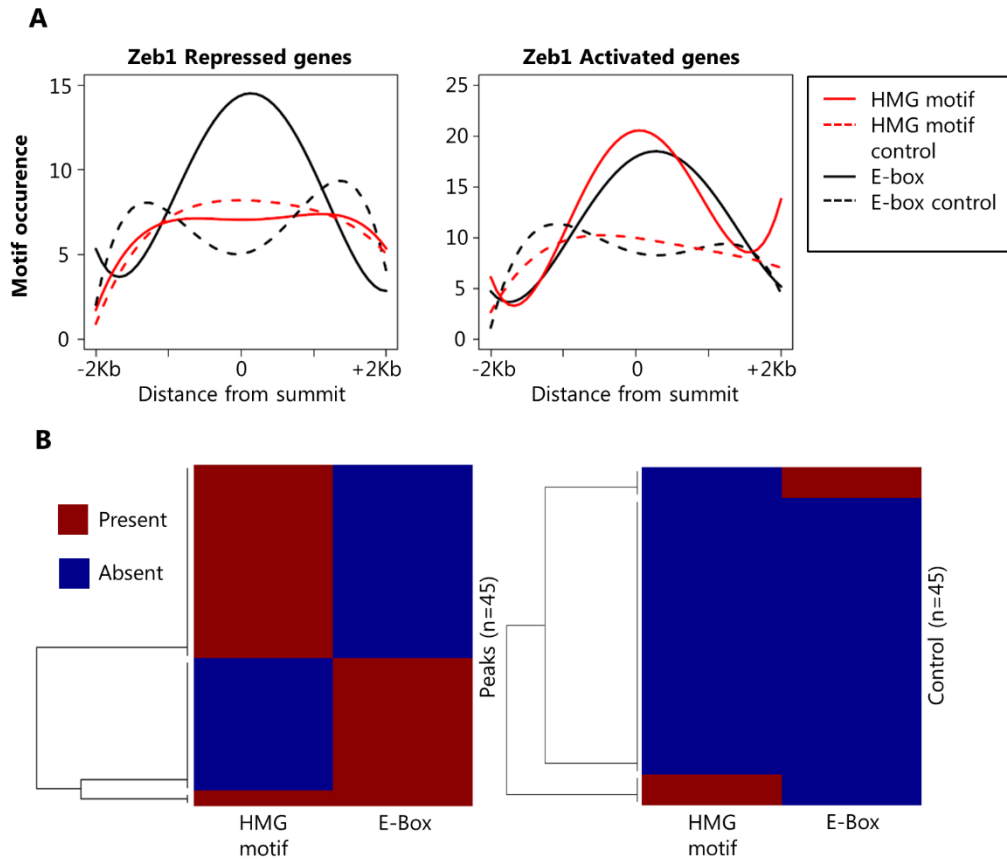 A
Zeb1 Repressed genes
Zeb1 Activated genes
Motif occurence
15
10
5
0
-2Kb
0
+2Kb
Distance from summit
25
20
15
10
5
0
-2Kb
0
+2Kb
Distance from summit
HMG motif
HMG motif
control
E-box
E-box control
B
Present
Absent
Peaks (n=45)
HMG
motif
E-Box
Control (n=45)
HMG
motif
E-Box